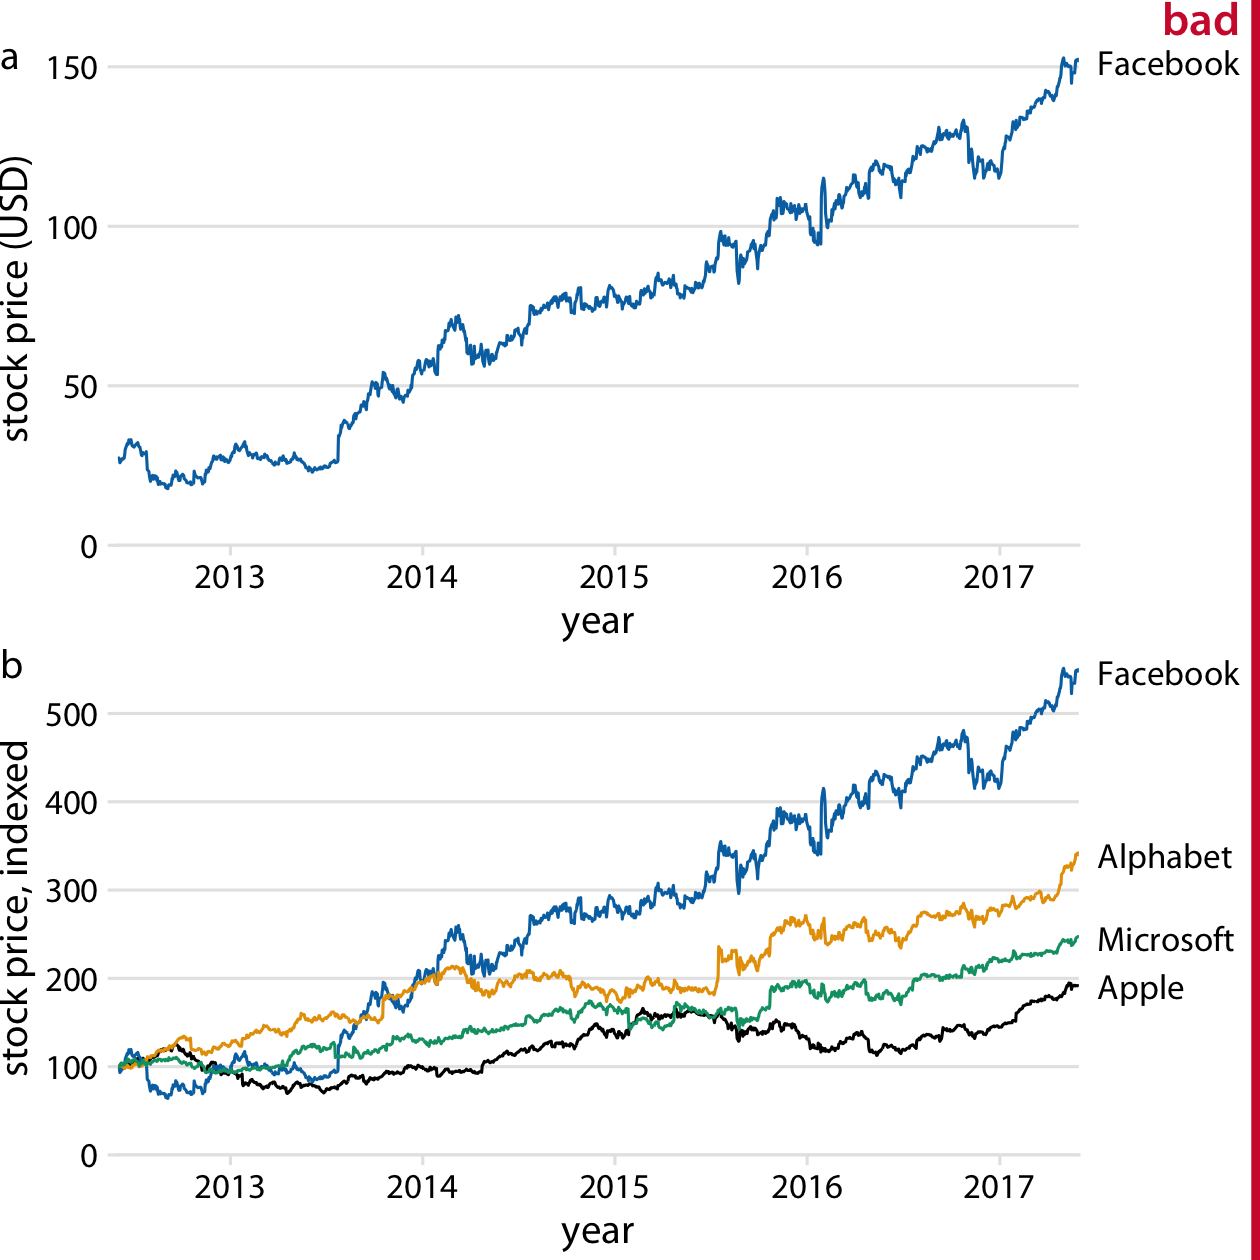 bad
a
Facebook
150
100
50
0
stock price (USD)
2013 2014 2015 2016 2017
year
b
Facebook
500
400
300
200
100
0
stock price, indexed
Alphabet
Microsoft
Apple
2013 2014 2015 2016 2017
year